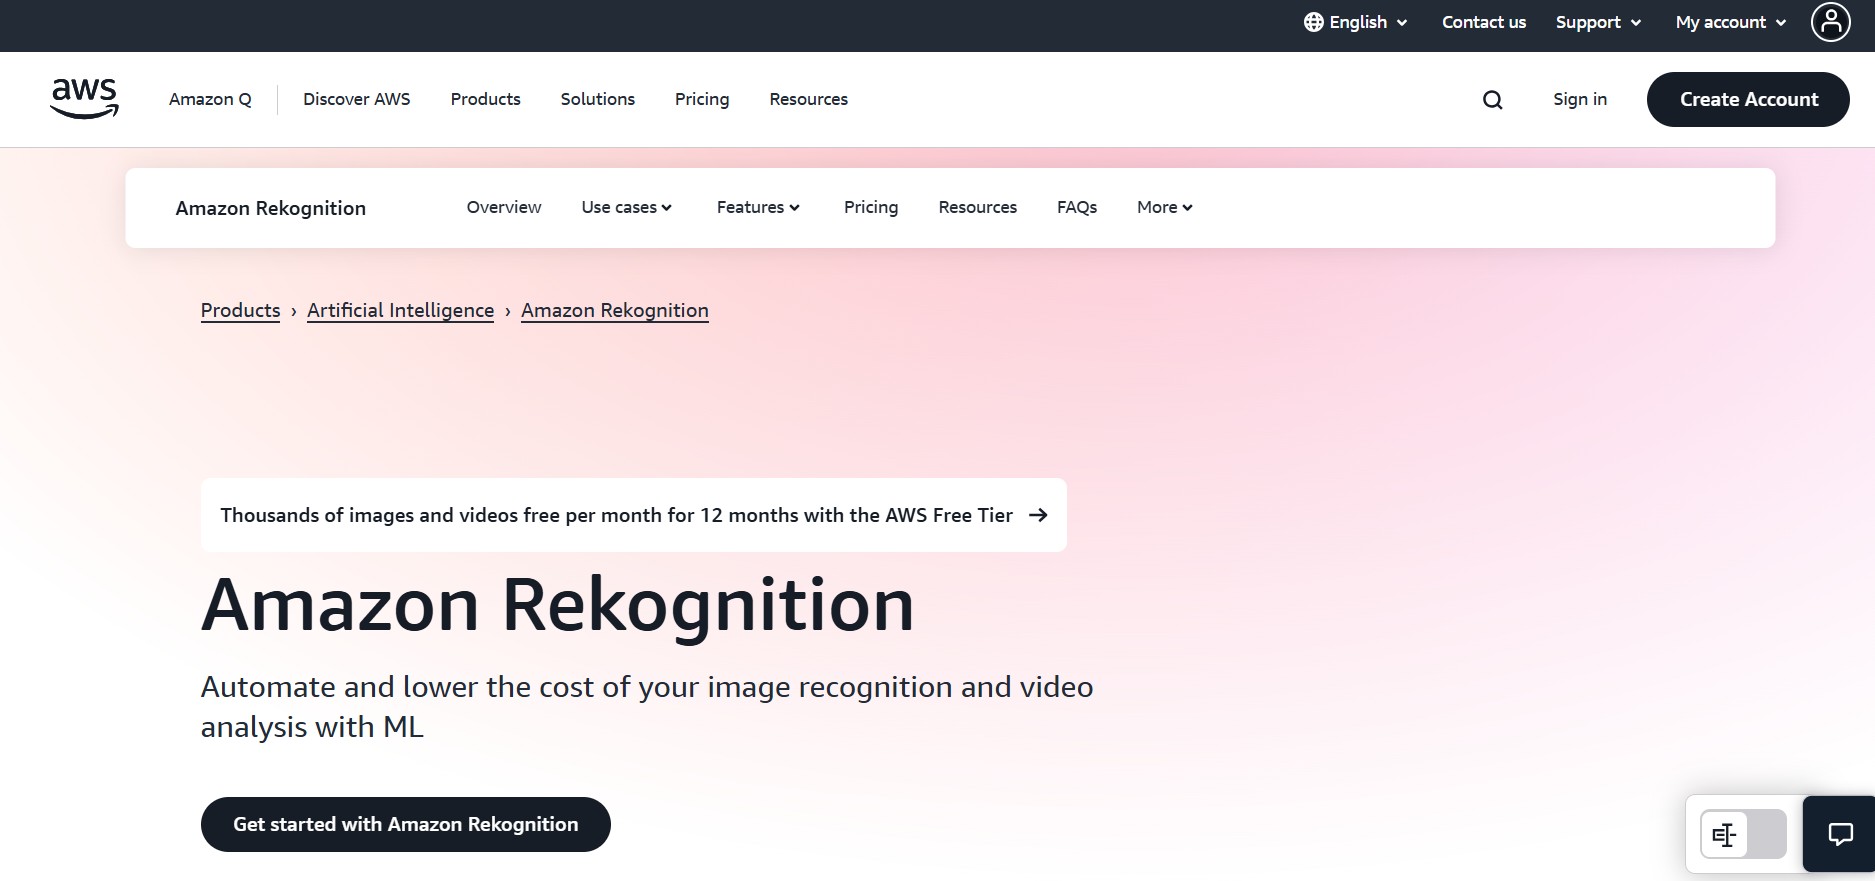 English Contact us Support My account
aws Amazon Q Discover AWS Products Solutions Pricing Resources Sign in Create Account
Amazon Rekognition Overview Use cases Features Pricing Resources FAQs More
Products › Artificial Intelligence › Amazon Rekognition
Thousands of images and videos free per month for 12 months with the AWS Free Tier →
Amazon Rekognition
Automate and lower the cost of your image recognition and video
analysis with ML
Get started with Amazon Rekognition